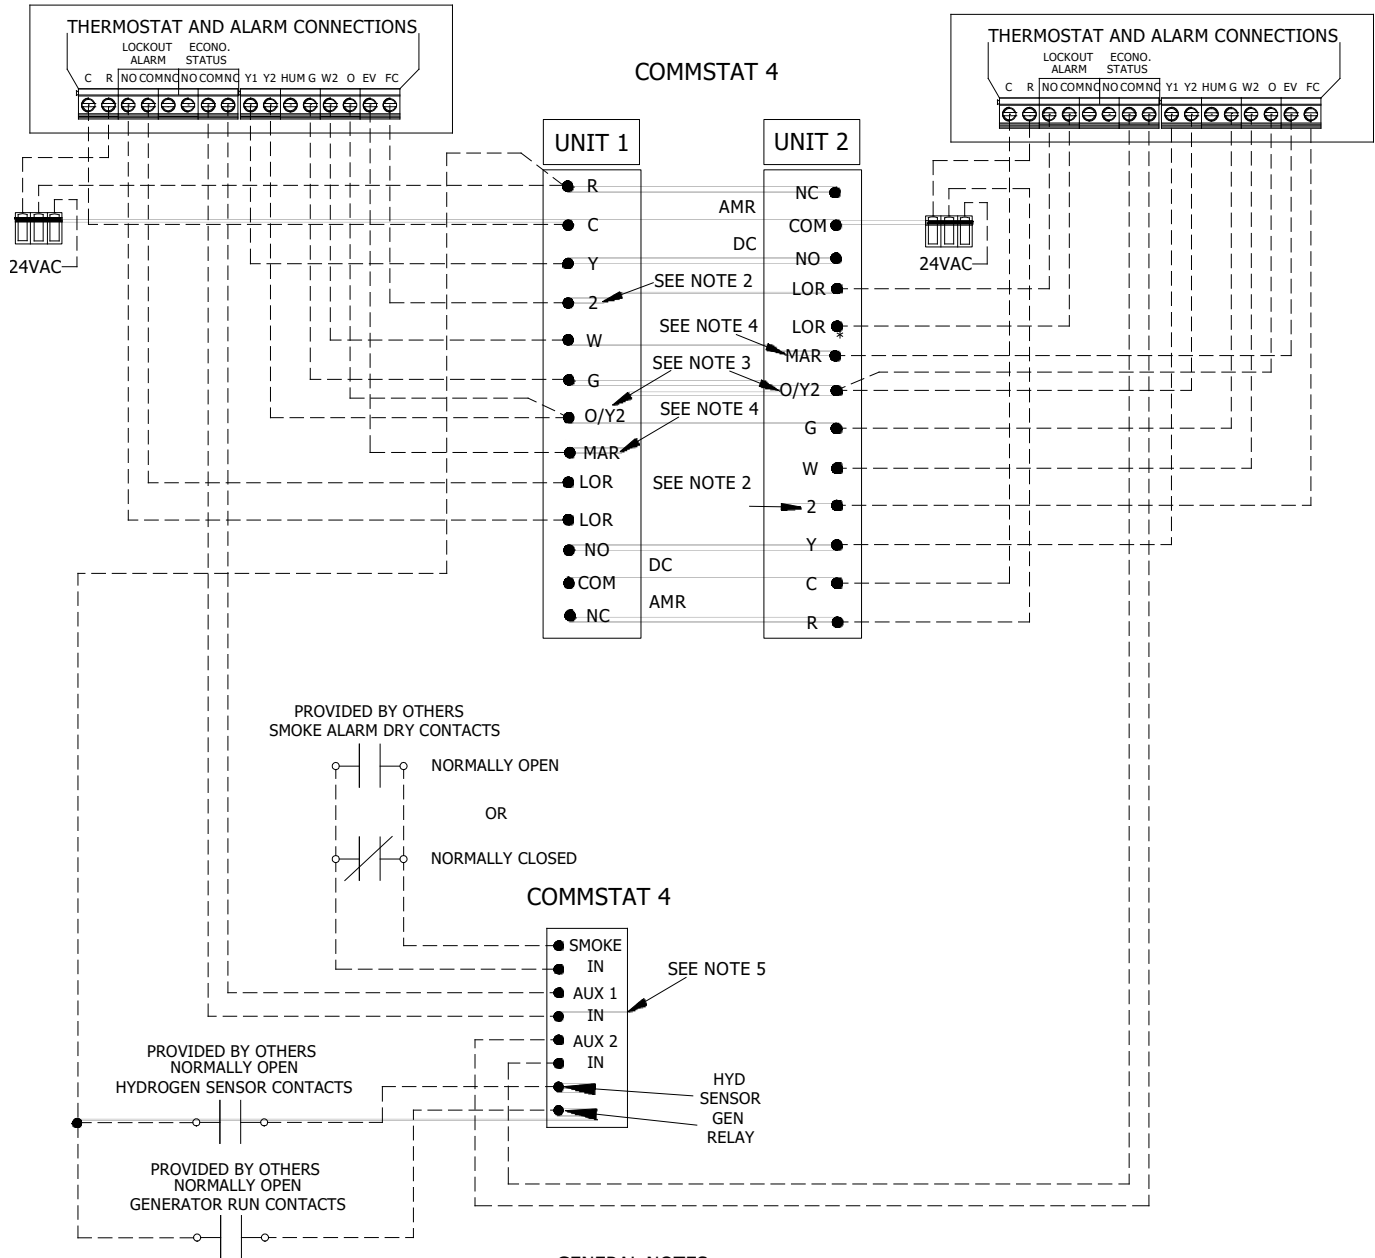 THERMOSTAT AND ALARM CONNECTIONS
LOCKOUT ALARM
ECONO. STATUS
C R NO COM NC NO COM NC Y1 Y2 HUM G W2 O EV FC
THERMOSTAT AND ALARM CONNECTIONS
LOCKOUT ALARM
ECONO. STATUS
C R NO COM NC NO COM NC Y1 Y2 HUM G W2 O EV FC
COMMSTAT 4
UNIT 1
UNIT 2
24VAC
24VAC
R
C
Y
2
W
G
O/Y2
MAR
LOR
LOR
NO
COM
NC
AMR
DC
SEE NOTE 2
SEE NOTE 4
SEE NOTE 3
SEE NOTE 4
SEE NOTE 2
DC
AMR
NC
COM
NO
LOR
LOR
*
MAR
O/Y2
G
W
2
Y
C
R
PROVIDED BY OTHERS
SMOKE ALARM DRY CONTACTS
NORMALLY OPEN
OR
NORMALLY CLOSED
COMMSTAT 4
SMOKE
IN
AUX 1
IN
AUX 2
IN
SEE NOTE 5
HYD
SENSOR
GEN
RELAY
PROVIDED BY OTHERS
NORMALLY OPEN
HYDROGEN SENSOR CONTACTS
PROVIDED BY OTHERS
NORMALLY OPEN
GENERATOR RUN CONTACTS